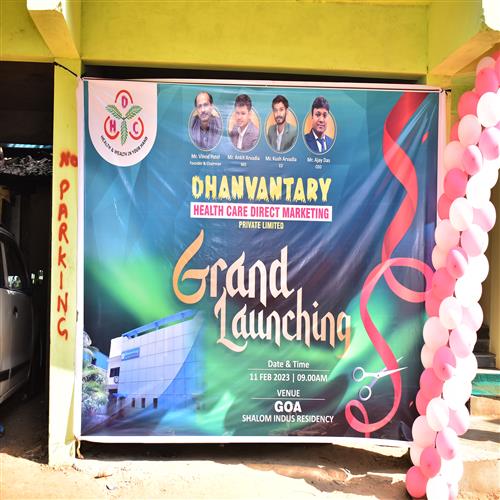 D
H C
HEALTH & WEALTH IN YOUR HAND
Mr. Vinod Patel
Founder & Chairman
Mr. Ankit Arvadia
MD
Mr. Kush Arvadia
ED
Mr. Ajay Das
CEO
DHANVANTARY
HEALTH CARE DIRECT MARKETING
PRIVATE LIMITED
Grand
Launching
Date & Time
11 FEB 2023 | 09.00AM
VENUE
GOA
SHALOM INDUS RESIDENCY
NO PARKING